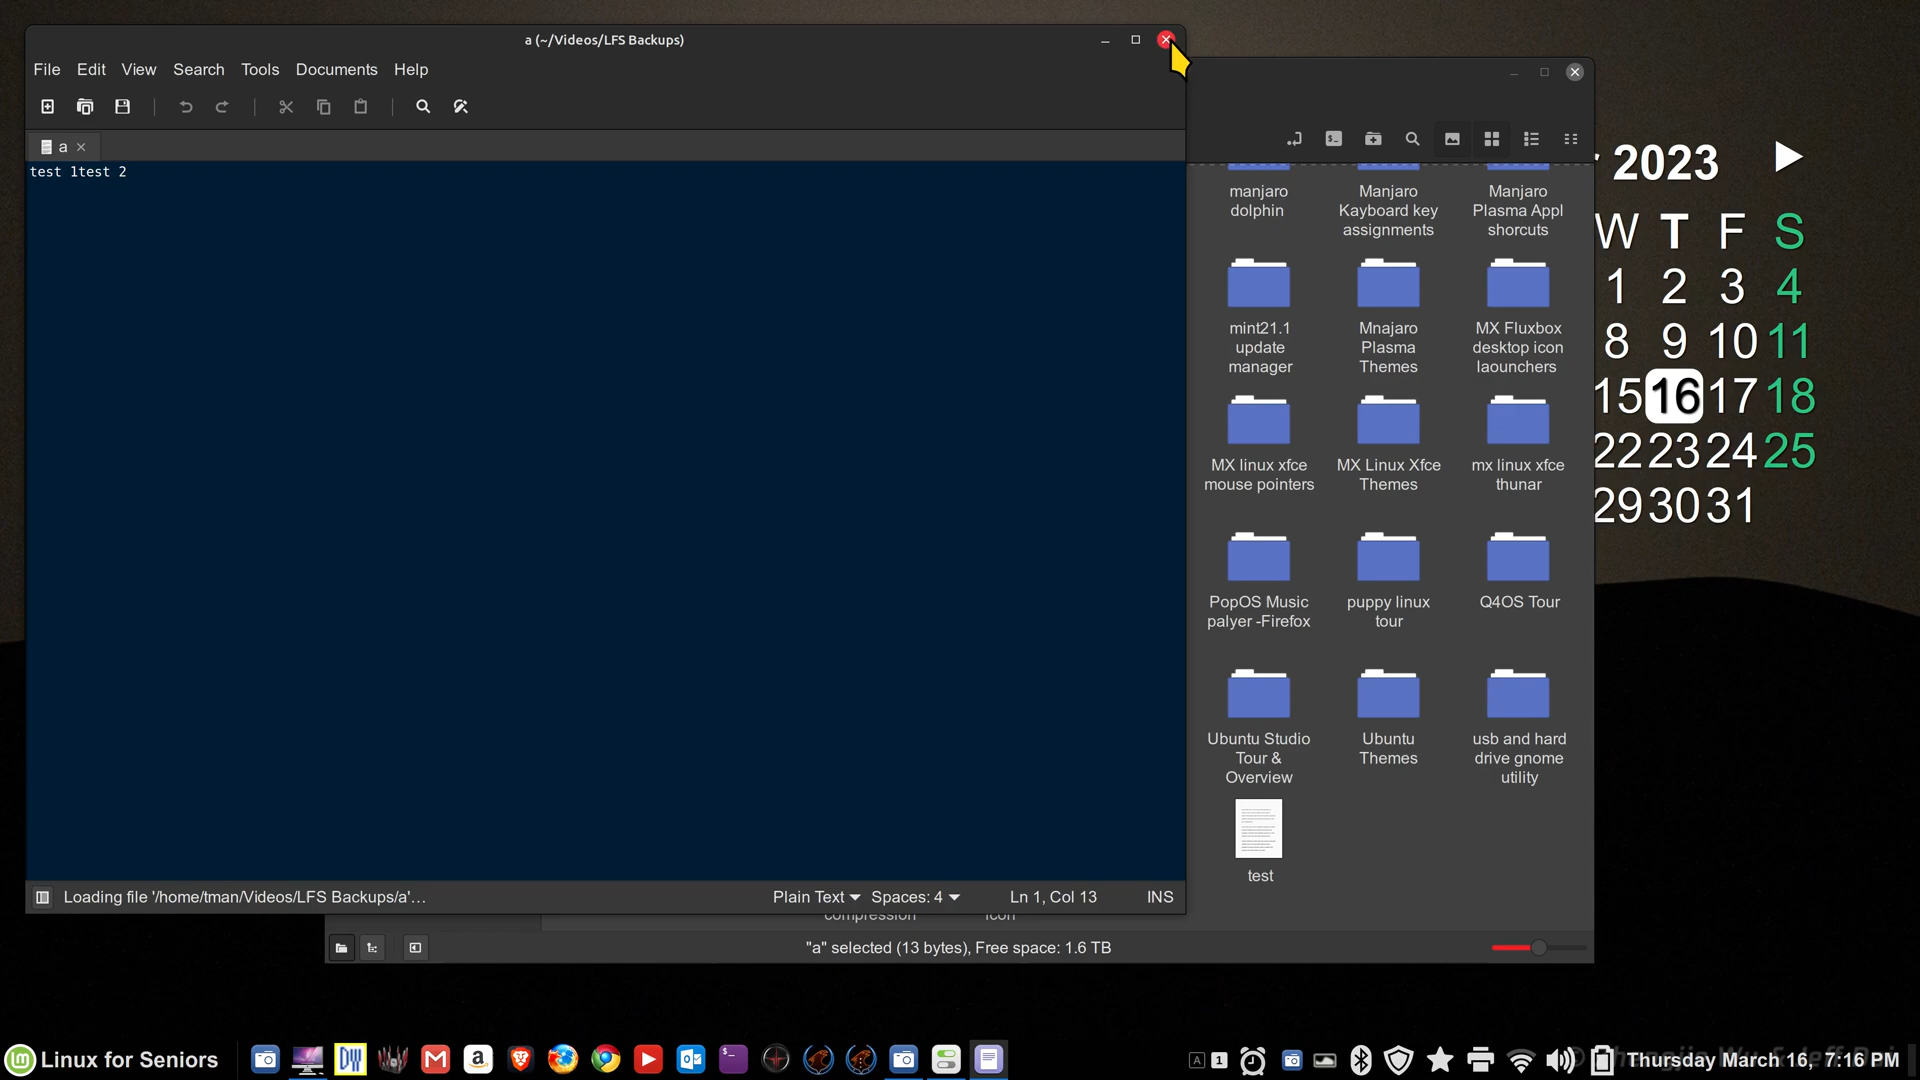 a (~/Videos/LFS Backups)
File Edit View Search Tools Documents Help
a
test 1test 2
Loading file '/home/tman/Videos/LFS Backups/a'…
Plain Text Spaces: 4 Ln 1, Col 13 INS
manjaro
dolphin
Manjaro
Kayboard key
assignments
Manjaro
Plasma Appl
shorcuts
mint21.1
update
manager
Mnajaro
Plasma
Themes
MX Fluxbox
desktop icon
laounchers
MX linux xfce
mouse pointers
MX Linux Xfce
Themes
mx linux xfce
thunar
PopOS Music
palyer -Firefox
puppy linux
tour
Q4OS Tour
Ubuntu Studio
Tour &
Overview
Ubuntu
Themes
usb and hard
drive gnome
utility
test
compression icon
"a" selected (13 bytes), Free space: 1.6 TB
2023
W T F S
1 2 3 4
8 9 10 11
15 16 17 18
22 23 24 25
29 30 31
Linux for Seniors
DW
A 1
Thursday March 16, 7:16 PM